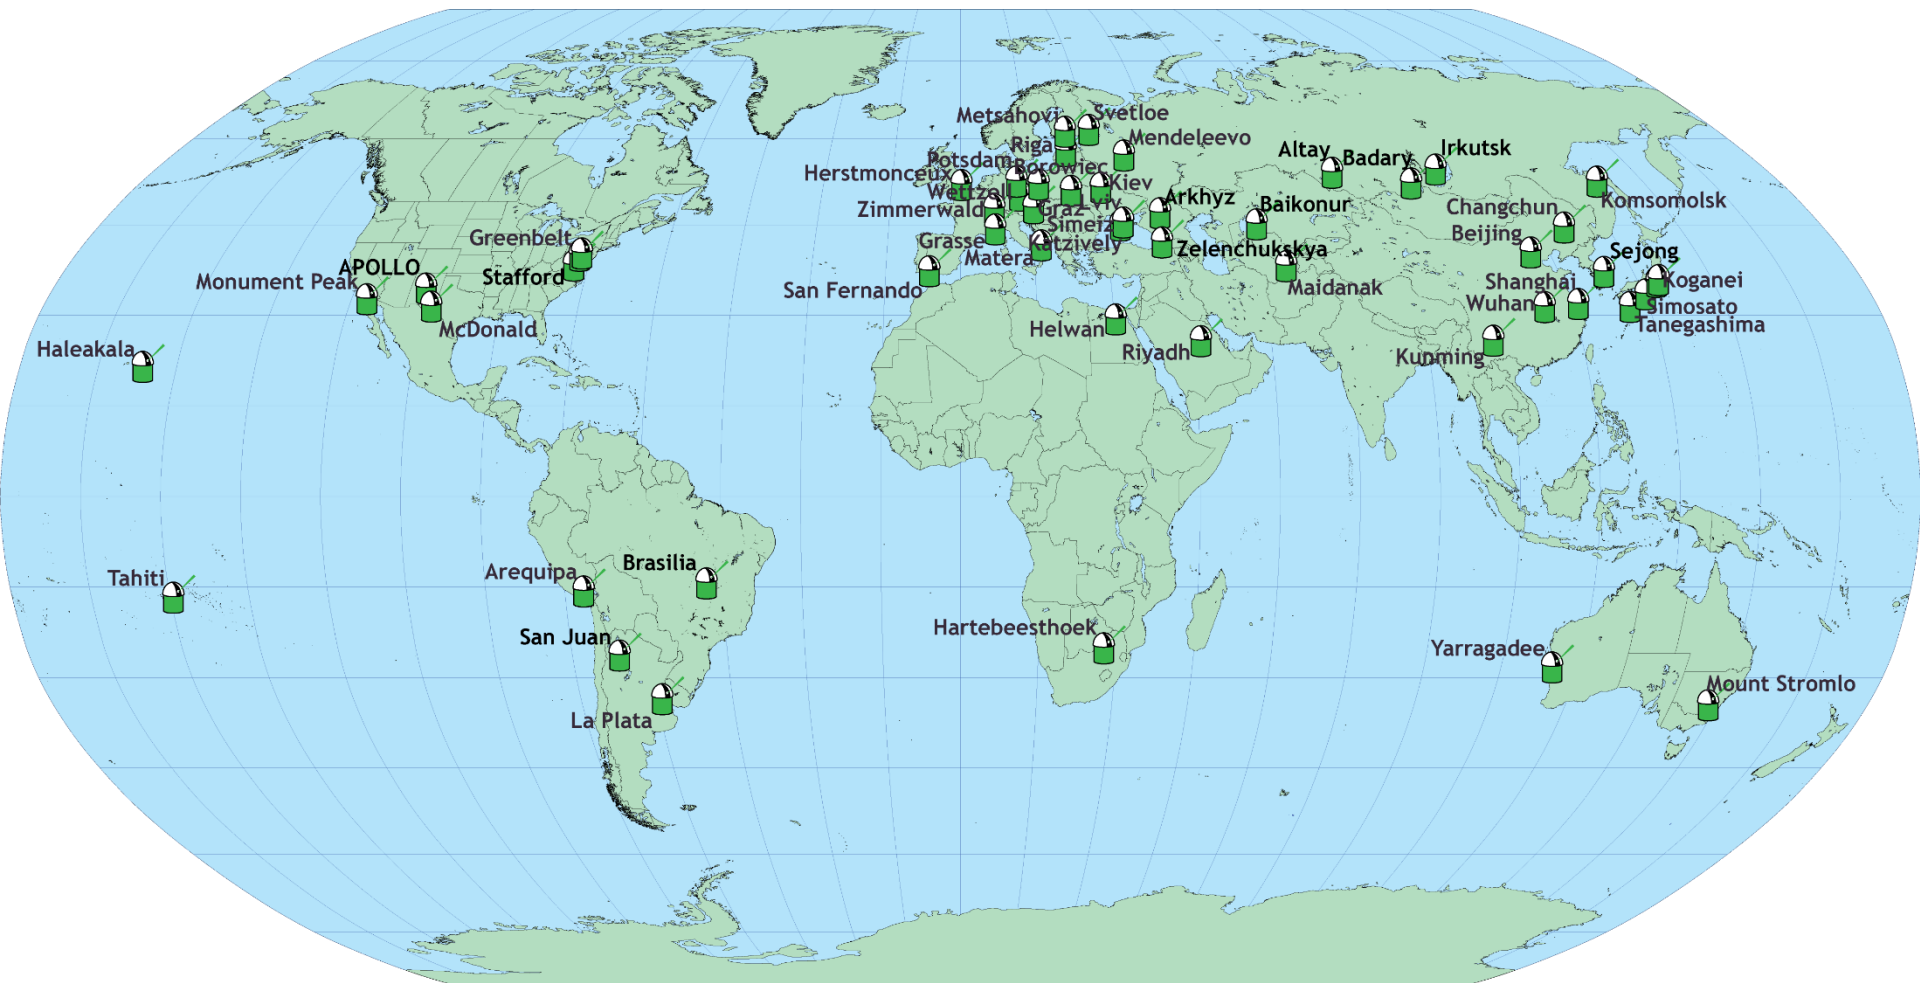 Metsahovi
Svetloe
Riga
Mendeleevo
Potsdam
Borowiec
Herstmonceux
Wettzell
Kiev
Zimmerwald
Graz
Lviv
Simeiz
Grasse
Katzively
Matera
San Fernando
Arkhyz
Zelenchukskya
Baikonur
Maidanak
Altay
Badary
Irkutsk
Komsomolsk
Changchun
Beijing
Sejong
Shanghai
Koganei
Wuhan
Simosato
Tanegashima
Kunming
Helwan
Riyadh
Greenbelt
APOLLO
Stafford
Monument Peak
McDonald
Haleakala
Tahiti
Arequipa
Brasilia
San Juan
La Plata
Hartebeesthoek
Yarragadee
Mount Stromlo